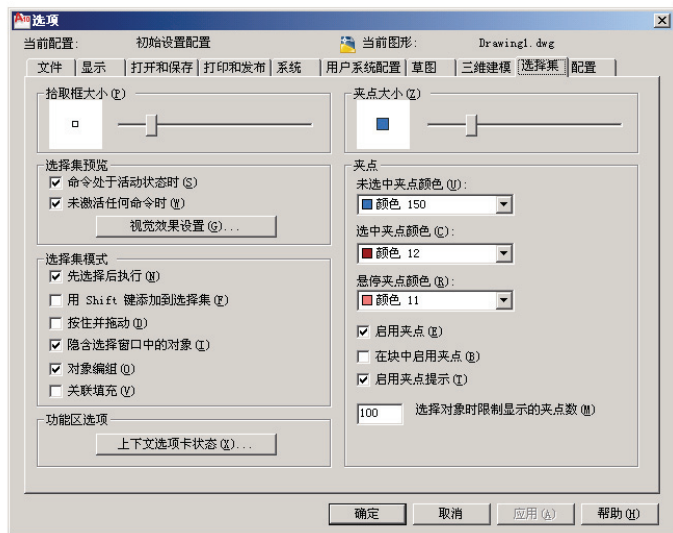 选项
当前配置: 初始设置配置 当前图形: Drawing1.dwg
文件 显示 打开和保存 打印和发布 系统 用户系统配置 草图 三维建模 选择集 配置
拾取框大小(P)
选择集预览
命令处于活动状态时(S)
未激活任何命令时(W)
视觉效果设置(G)...
选择集模式
先选择后执行(N)
用 Shift 键添加到选择集(F)
按住并拖动(D)
隐含选择窗口中的对象(I)
对象编组(O)
关联填充(V)
功能区选项
上下文选项卡状态(X)...
夹点大小(Z)
夹点
未选中夹点颜色(U):
颜色 150
选中夹点颜色(C):
颜色 12
悬停夹点颜色(R):
颜色 11
启用夹点(E)
在块中启用夹点(B)
启用夹点提示(T)
100 选择对象时限制显示的夹点数(M)
确定 取消 应用(A) 帮助(H)